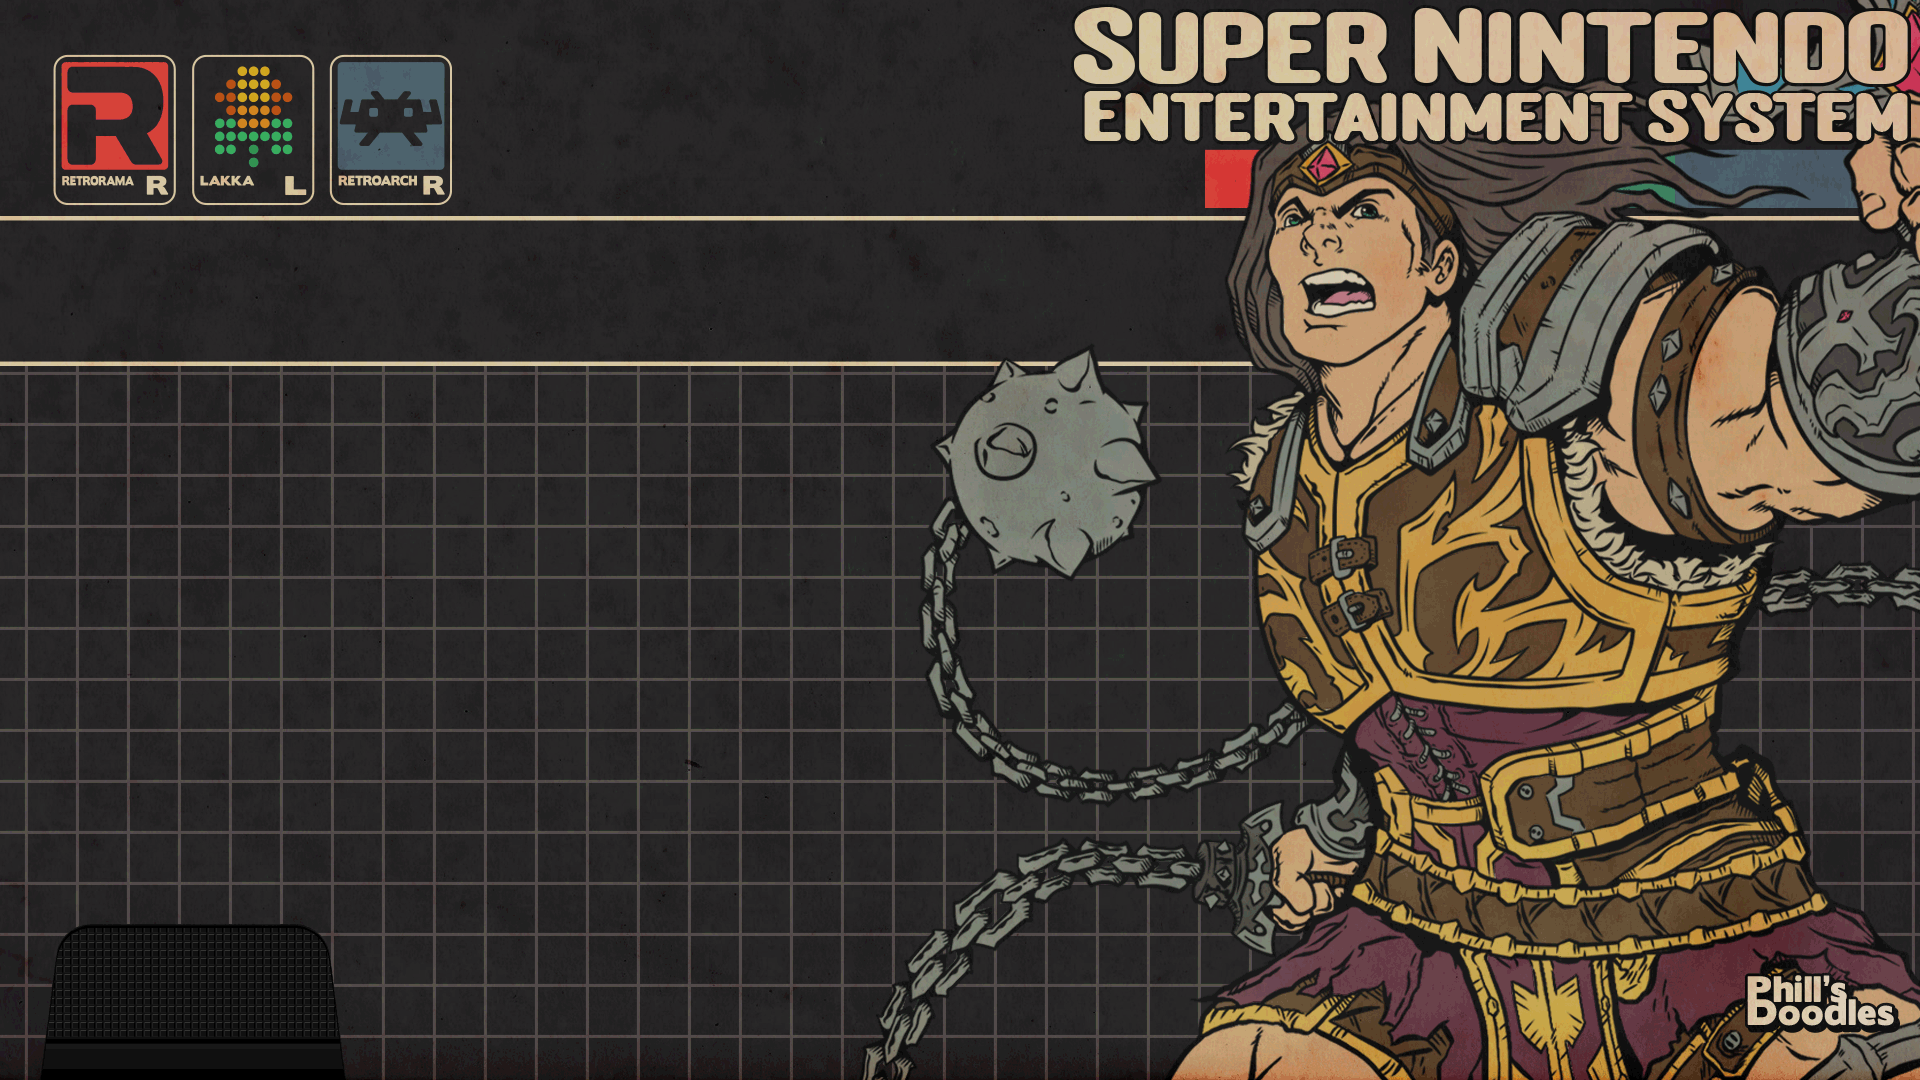 SUPER NINTENDO
ENTERTAINMENT SYSTEM
RETRORAMA R
LAKKA L
RETROARCH R
Phill's
Doodles